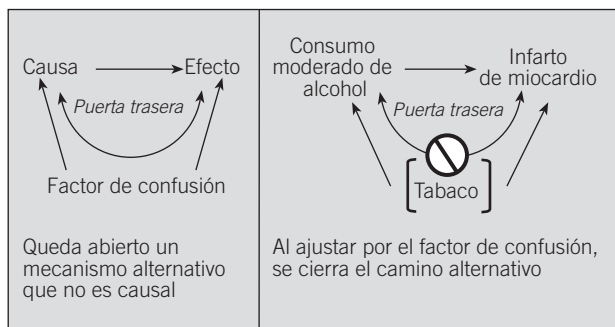 Causa
Efecto
Puerta trasera
Factor de confusión
Queda abierto un
mecanismo alternativo
que no es causal
Consumo
moderado de
alcohol
Infarto
de miocardio
Puerta trasera
[Tabaco]
Al ajustar por el factor de confusión,
se cierra el camino alternativo